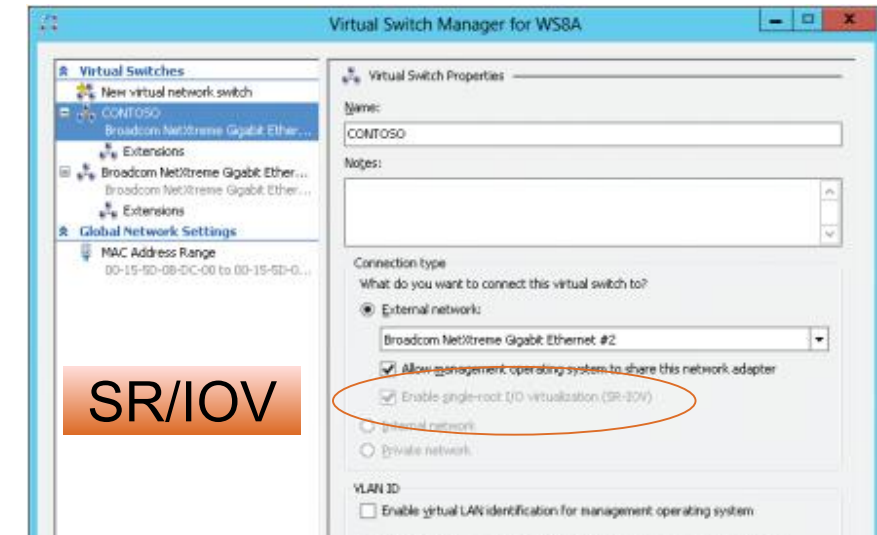 Virtual Switch Manager for WS8A
Virtual Switches
New virtual network switch
CONTOSO
Broadcom NetXtreme Gigabit Ether...
Extensions
Broadcom NetXtreme Gigabit Ether...
Broadcom NetXtreme Gigabit Ether...
Extensions
Global Network Settings
MAC Address Range
00-15-5D-08-DC-00 to 00-15-5D-0...
SR/IOV
Virtual Switch Properties
Name:
CONTOSO
Notes:
Connection type
What do you want to connect this virtual switch to?
External network:
Broadcom NetXtreme Gigabit Ethernet #2
Allow management operating system to share this network adapter
Enable single-root I/O virtualization (SR-IOV)
Internal network
Private network
VLAN ID
Enable virtual LAN identification for management operating system